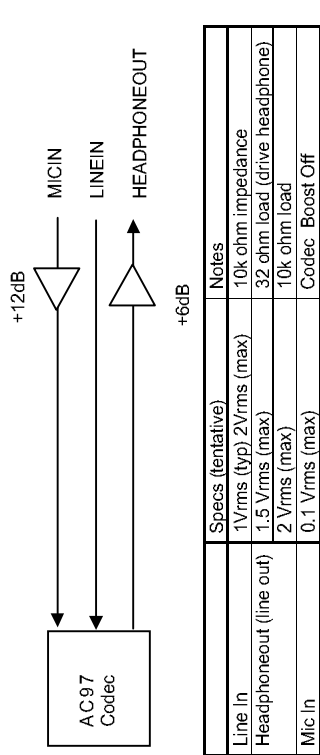 +12dB
MICIN
LINEIN
HEADPHONEOUT
+6dB
AC97
Codec
Specs (tentative) Notes
Line In 1Vrms (typ) 2Vrms (max) 10k ohm impedance
Headphoneout (line out) 1.5 Vrms (max) 32 ohm load (drive headphone)
2 Vrms (max) 10k ohm load
Mic In 0.1 Vrms (max) Codec Boost Off